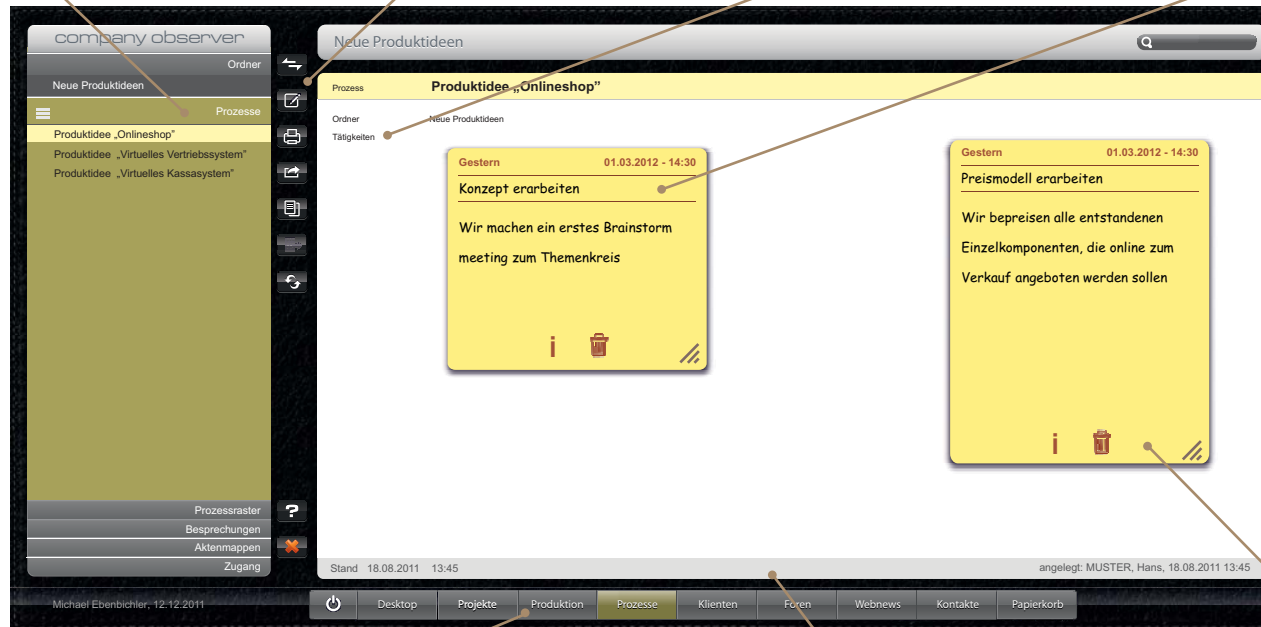 company observer
Ordner
Neue Produktideen
Prozesse
Produktidee „Onlineshop”
Produktidee „Virtuelles Vertriebssystem”
Produktidee „Virtuelles Kassasystem”
Prozessraster
Besprechungen
Aktenmappen
Zugang
Michael Ebenbichler, 12.12.2011
?
Neue Produktideen
Prozess Produktidee „Onlineshop”
Ordner Neue Produktideen
Tätigkeiten
Gestern 01.03.2012 - 14:30
Konzept erarbeiten
Wir machen ein erstes Brainstorm
meeting zum Themenkreis
i
Gestern 01.03.2012 - 14:30
Preismodell erarbeiten
Wir bepreisen alle entstandenen
Einzelkomponenten, die online zum
Verkauf angeboten werden sollen
i
Stand 18.08.2011 13:45 angelegt: MUSTER, Hans, 18.08.2011 13:45
Desktop Projekte Produktion Prozesse Klienten Foren Webnews Kontakte Papierkorb